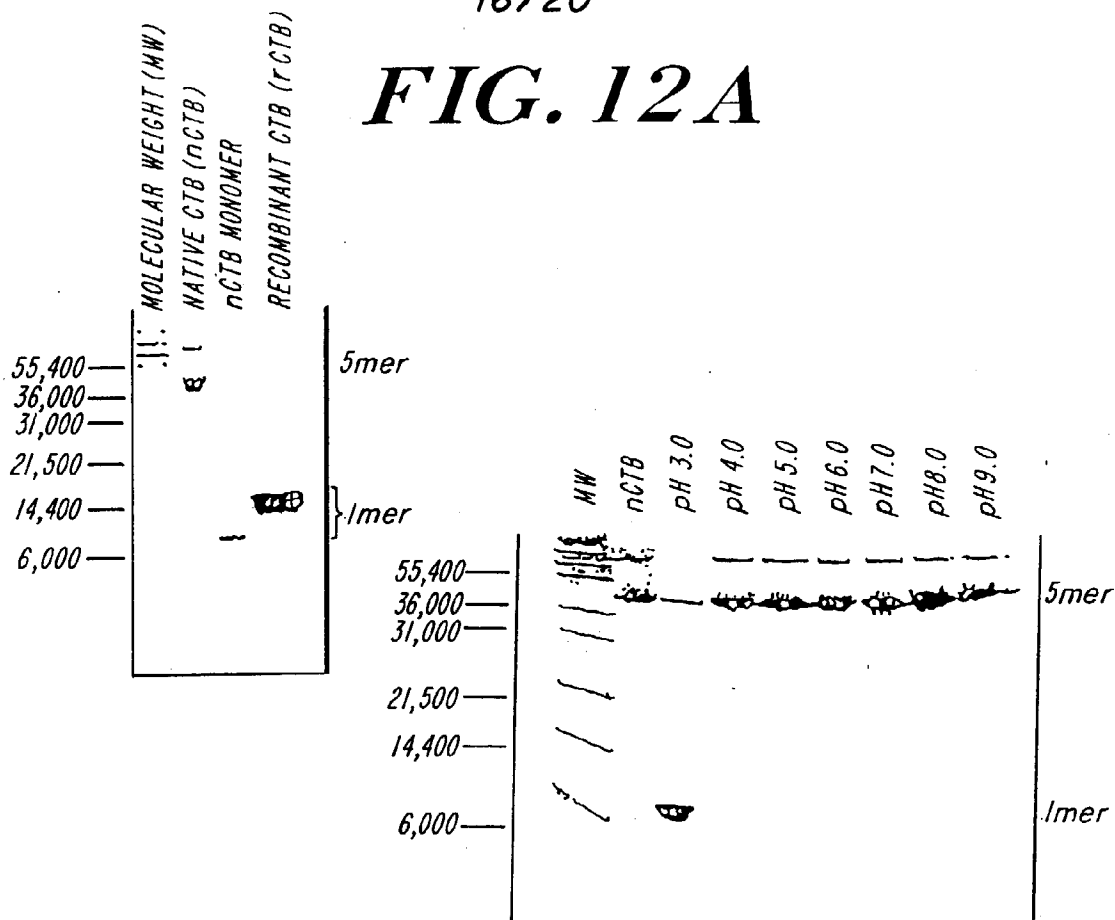 18/20
FIG. 12A
MOLECULAR WEIGHT (MW)
NATIVE CTB (nCTB)
nCTB MONOMER
RECOMBINANT CTB (rCTB)
55,400
36,000
31,000
21,500
14,400
6,000
5mer
1mer
MW
nCTB
pH 3.0
pH 4.0
pH 5.0
pH 6.0
pH 7.0
pH 8.0
pH 9.0
55,400
36,000
31,000
21,500
14,400
6,000
5mer
1mer